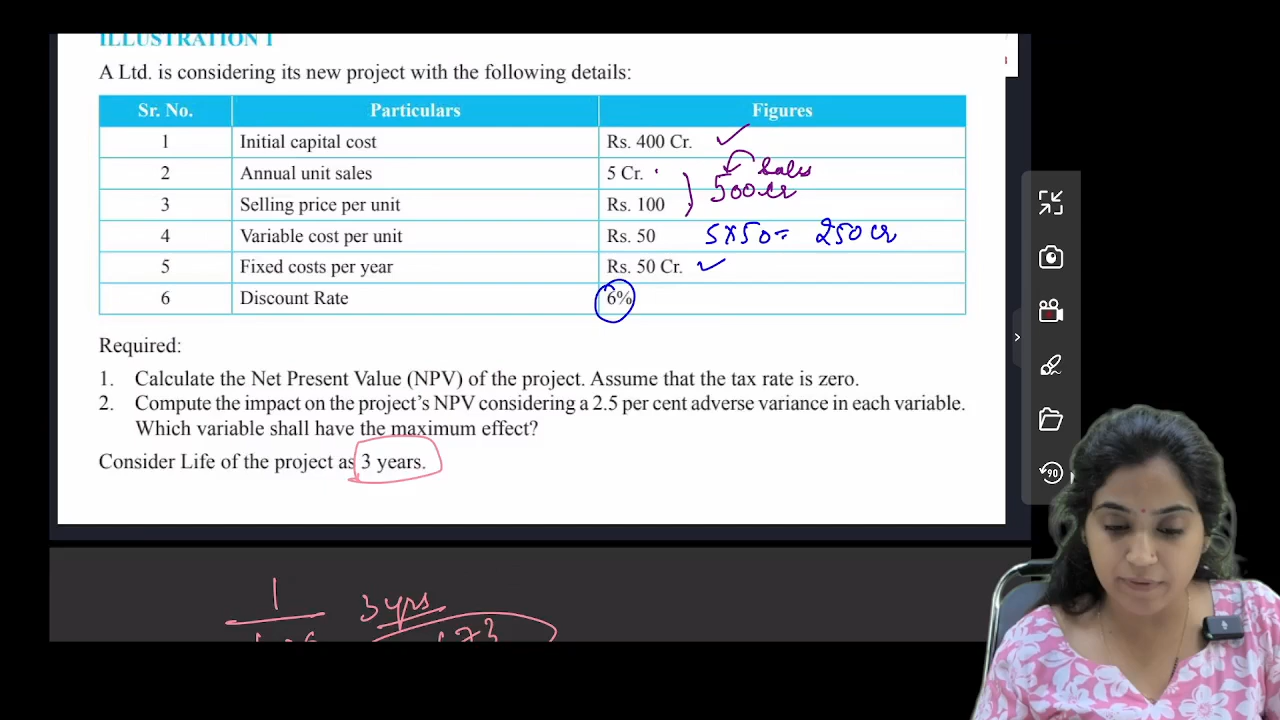 ILLUSTRATION 1
A Ltd. is considering its new project with the following details:
Sr. No. Particulars Figures
1 Initial capital cost Rs. 400 Cr.
2 Annual unit sales 5 Cr. Sales
3 Selling price per unit Rs. 100 500 Cr
4 Variable cost per unit Rs. 50 5x50= 250 Cr
5 Fixed costs per year Rs. 50 Cr.
6 Discount Rate 6%
Required:
1. Calculate the Net Present Value (NPV) of the project. Assume that the tax rate is zero.
2. Compute the impact on the project's NPV considering a 2.5 per cent adverse variance in each variable.
Which variable shall have the maximum effect?
Consider Life of the project as 3 years.
90
1 3 yrs